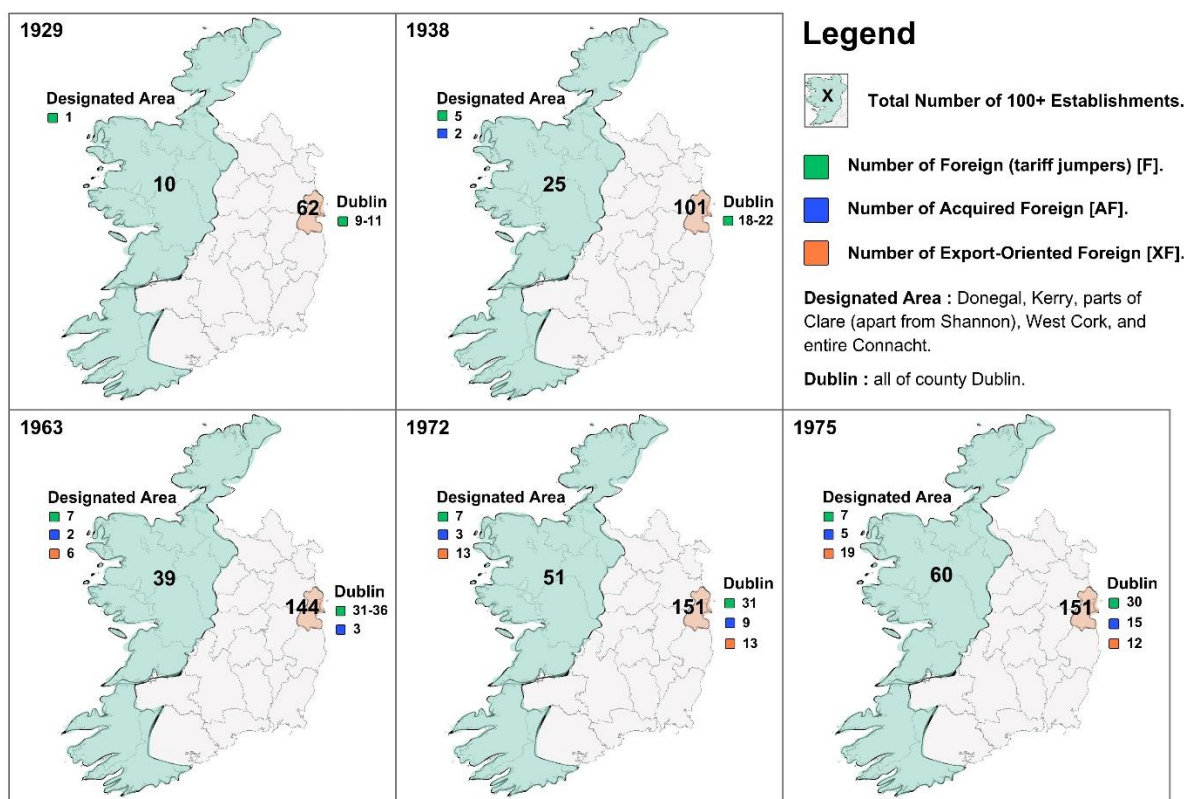 1929
Designated Area
1
10
62
Dublin
9-11
1938
Designated Area
5
2
25
101
Dublin
18-22
Legend
X
Total Number of 100+ Establishments.
Number of Foreign (tariff jumpers) [F].
Number of Acquired Foreign [AF].
Number of Export-Oriented Foreign [XF].
Designated Area : Donegal, Kerry, parts of
Clare (apart from Shannon), West Cork, and
entire Connacht.
Dublin : all of county Dublin.
1963
Designated Area
7
2
6
39
144
Dublin
31-36
3
1972
Designated Area
7
3
13
51
151
Dublin
31
9
13
1975
Designated Area
7
5
19
60
151
Dublin
30
15
12